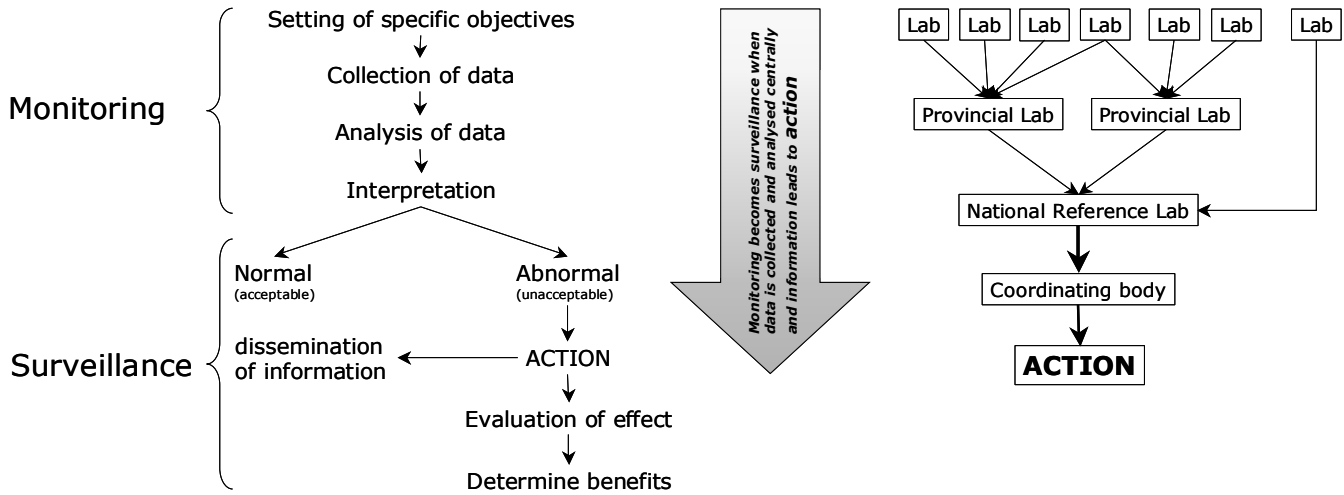 Setting of specific objectives
Collection of data
Monitoring
Analysis of data
Interpretation
Normal
(acceptable)
Abnormal
(unacceptable)
Surveillance
dissemination
of information
ACTION
Evaluation of effect
Determine benefits
Monitoring becomes surveillance when
data is collected and analysed centrally
and information leads to action
Lab Lab Lab Lab Lab Lab Lab
Provincial Lab Provincial Lab
National Reference Lab
Coordinating body
ACTION